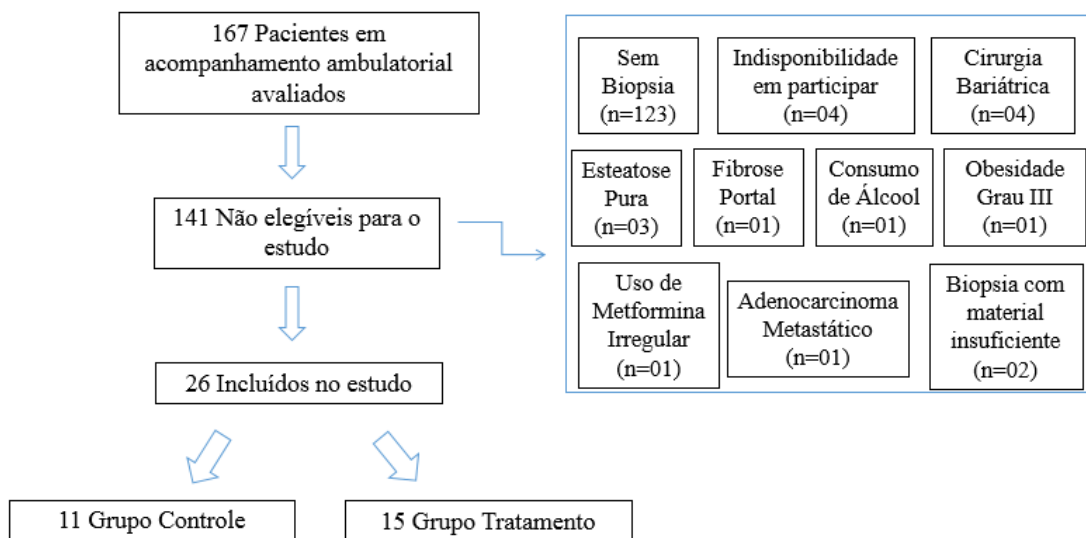 167 Pacientes em
acompanhamento ambulatorial
avaliados
141 Não elegíveis para o
estudo
26 Incluídos no estudo
11 Grupo Controle
15 Grupo Tratamento
Sem
Biopsia
(n=123)
Indisponibilidade
em participar
(n=04)
Cirurgia
Bariátrica
(n=04)
Esteatose
Pura
(n=03)
Fibrose
Portal
(n=01)
Consumo
de Álcool
(n=01)
Obesidade
Grau III
(n=01)
Uso de
Metformina
Irregular
(n=01)
Adenocarcinoma
Metastático
(n=01)
Biopsia com
material
insuficiente
(n=02)